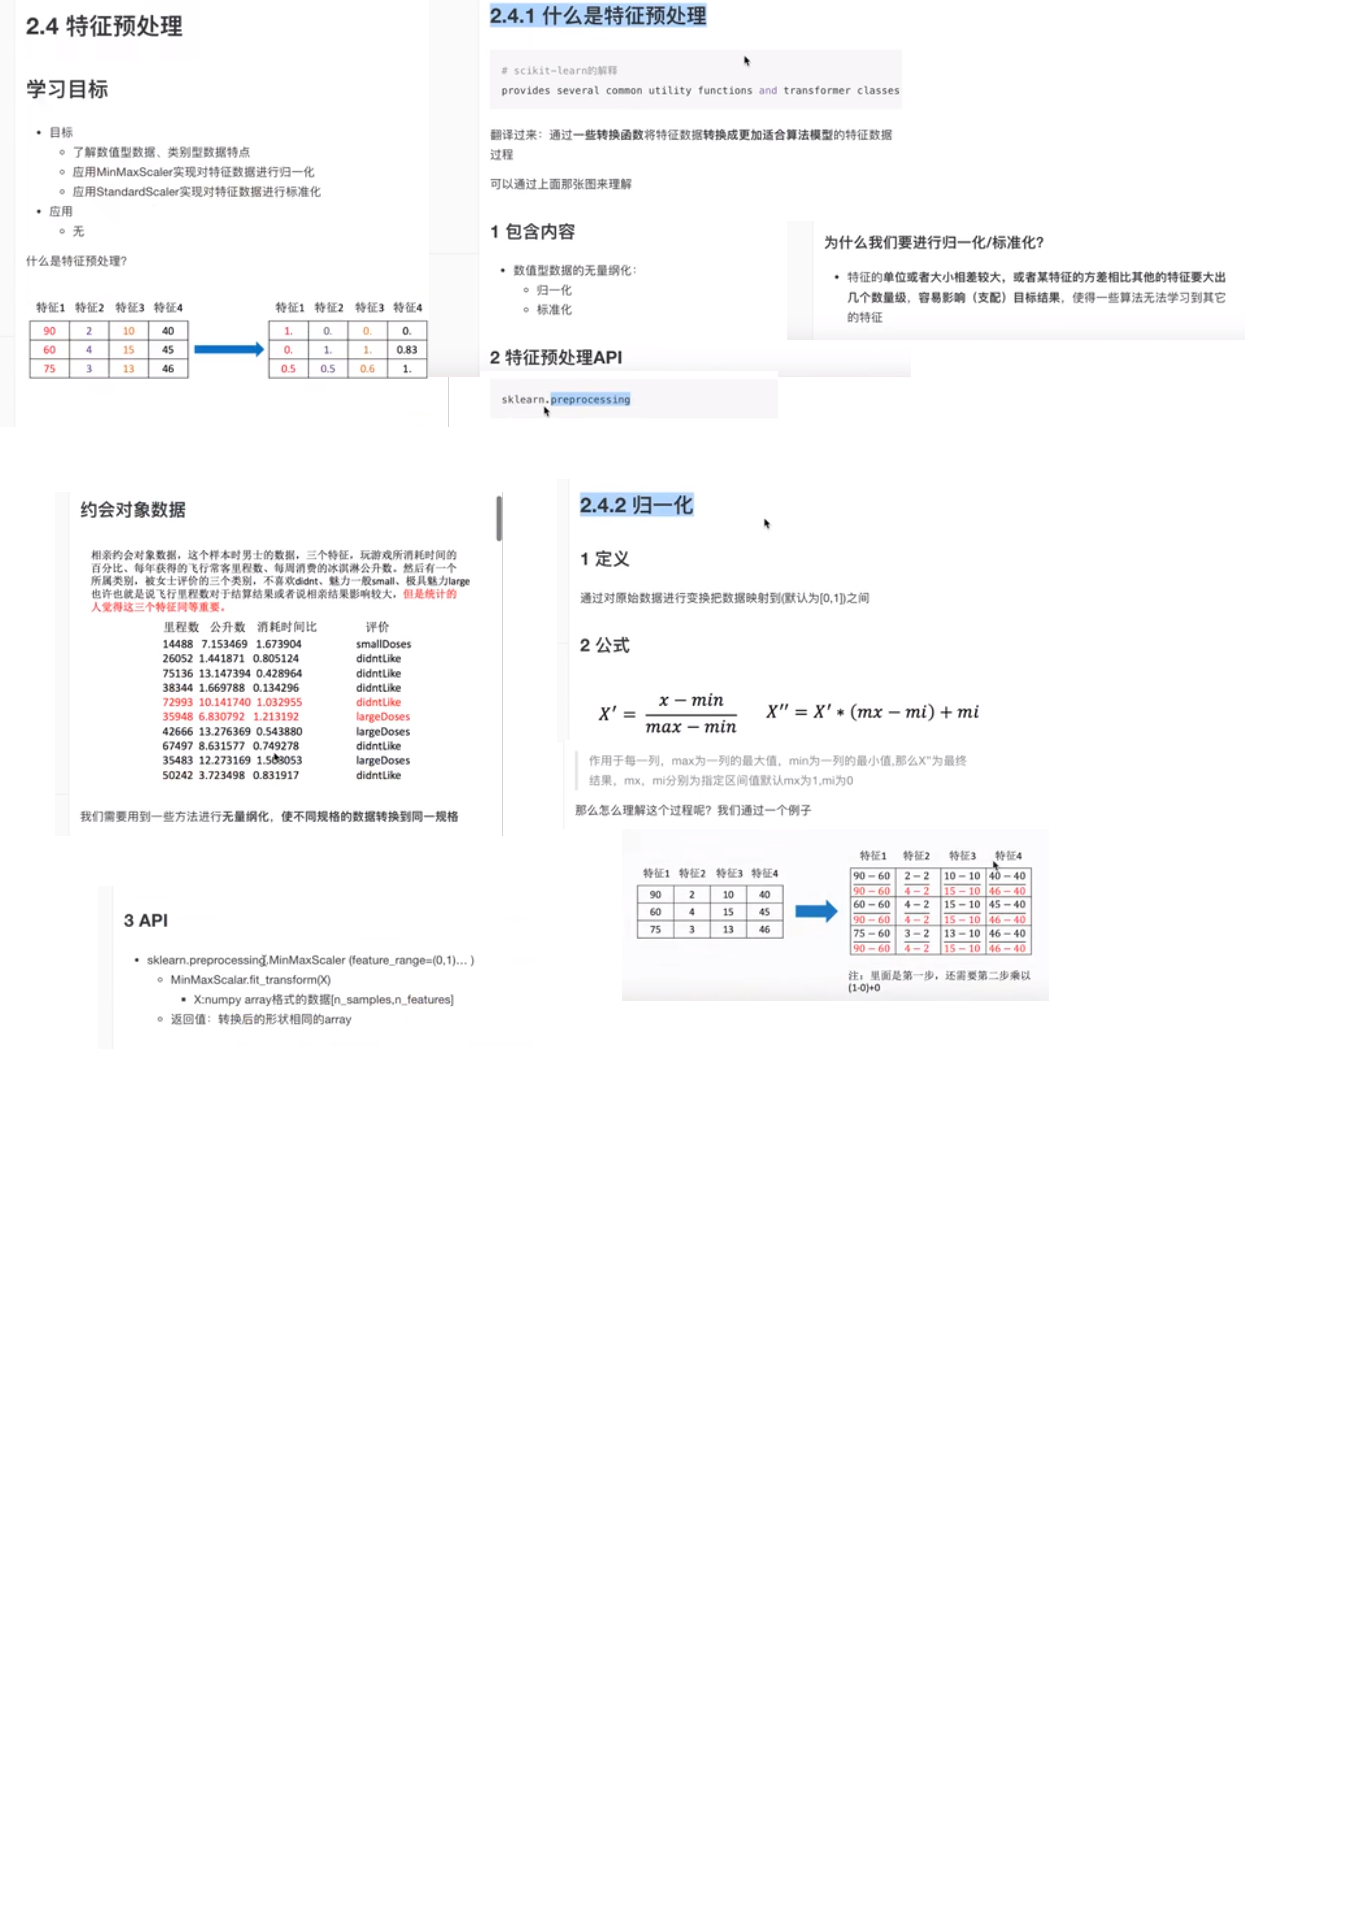 2.4 特征预处理
学习目标
• 目标
◦ 了解数值型数据、类别型数据特点
◦ 应用MinMaxScaler实现对特征数据进行归一化
◦ 应用StandardScaler实现对特征数据进行标准化
• 应用
◦ 无
什么是特征预处理?
特征1 特征2 特征3 特征4
90 2 10 40
60 4 15 45
75 3 13 46
特征1 特征2 特征3 特征4
1. 0. 0. 0.
0. 1. 1. 0.83
0.5 0.5 0.6 1.
2.4.1 什么是特征预处理
# scikit-learn的解释
provides several common utility functions and transformer classes
翻译过来：通过一些转换函数将特征数据转换成更加适合算法模型的特征数据
过程
可以通过上面那张图来理解
1 包含内容
• 数值型数据的无量纲化：
◦ 归一化
◦ 标准化
2 特征预处理API
sklearn.preprocessing
为什么我们要进行归一化/标准化?
• 特征的单位或者大小相差较大，或者某特征的方差相比其他的特征要大出
几个数量级，容易影响（支配）目标结果，使得一些算法无法学习到其它
的特征
约会对象数据
相亲约会对象数据，这个样本时男士的数据，三个特征，玩游戏所消耗时间的
百分比、每年获得的飞行常客里程数、每周消费的冰淇淋公升数。然后有一个
所属类别，被女士评价的三个类别，不喜欢didnt、魅力一般small、极具魅力large
也许也就是说飞行里程数对于结算结果或者说相亲结果影响较大，但是统计的
人觉得这三个特征同等重要。
里程数 公升数 消耗时间比 评价
14488 7.153469 1.673904 smallDoses
26052 1.441871 0.805124 didntLike
75136 13.147394 0.428964 didntLike
38344 1.669788 0.134296 didntLike
72993 10.141740 1.032955 didntLike
35948 6.830792 1.213192 largeDoses
42666 13.276369 0.543880 largeDoses
67497 8.631577 0.749278 didntLike
35483 12.273169 largeDoses
50242 3.723498 0.831917 didntLike
我们需要用到一些方法进行无量纲化，使不同规格的数据转换到同一规格
2.4.2 归一化
1 定义
通过对原始数据进行变换把数据映射到(默认为[0,1])之间
2 公式
X′ = (x − min) / (max − min) X′′ = X′ ∗ (mx − mi) + mi
作用于每一列，max为一列的最大值，min为一列的最小值,那么X”为最终
结果，mx，mi分别为指定区间值默认mx为1,mi为0
那么怎么理解这个过程呢？我们通过一个例子
特征1 特征2 特征3 特征4
90 2 10 40
60 4 15 45
75 3 13 46
特征1 特征2 特征3 特征4
90 − 60 2 − 2 10 − 10 40 − 40
90 − 60 4 − 2 15 − 10 46 − 40
60 − 60 4 − 2 15 − 10 45 − 40
90 − 60 4 − 2 15 − 10 46 − 40
75 − 60 3 − 2 13 − 10 46 − 40
90 − 60 4 − 2 15 − 10 46 − 40
注：里面是第一步，还需要第二步乘以
(1-0)+0
3 API
• sklearn.preprocessing.MinMaxScaler (feature_range=(0,1)… )
◦ MinMaxScalar.fit_transform(X)
▪ X:numpy array格式的数据[n_samples,n_features]
◦ 返回值：转换后的形状相同的array